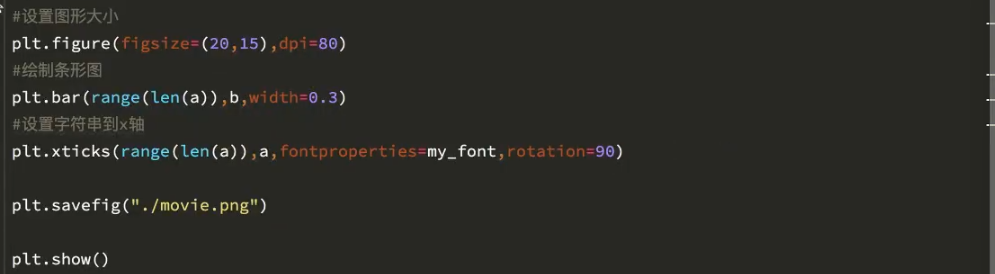 #设置图形大小
plt.figure(figsize=(20,15),dpi=80)
#绘制条形图
plt.bar(range(len(a)),b,width=0.3)
#设置字符串到x轴
plt.xticks(range(len(a)),a,fontproperties=my_font,rotation=90)
plt.savefig("./movie.png")
plt.show()